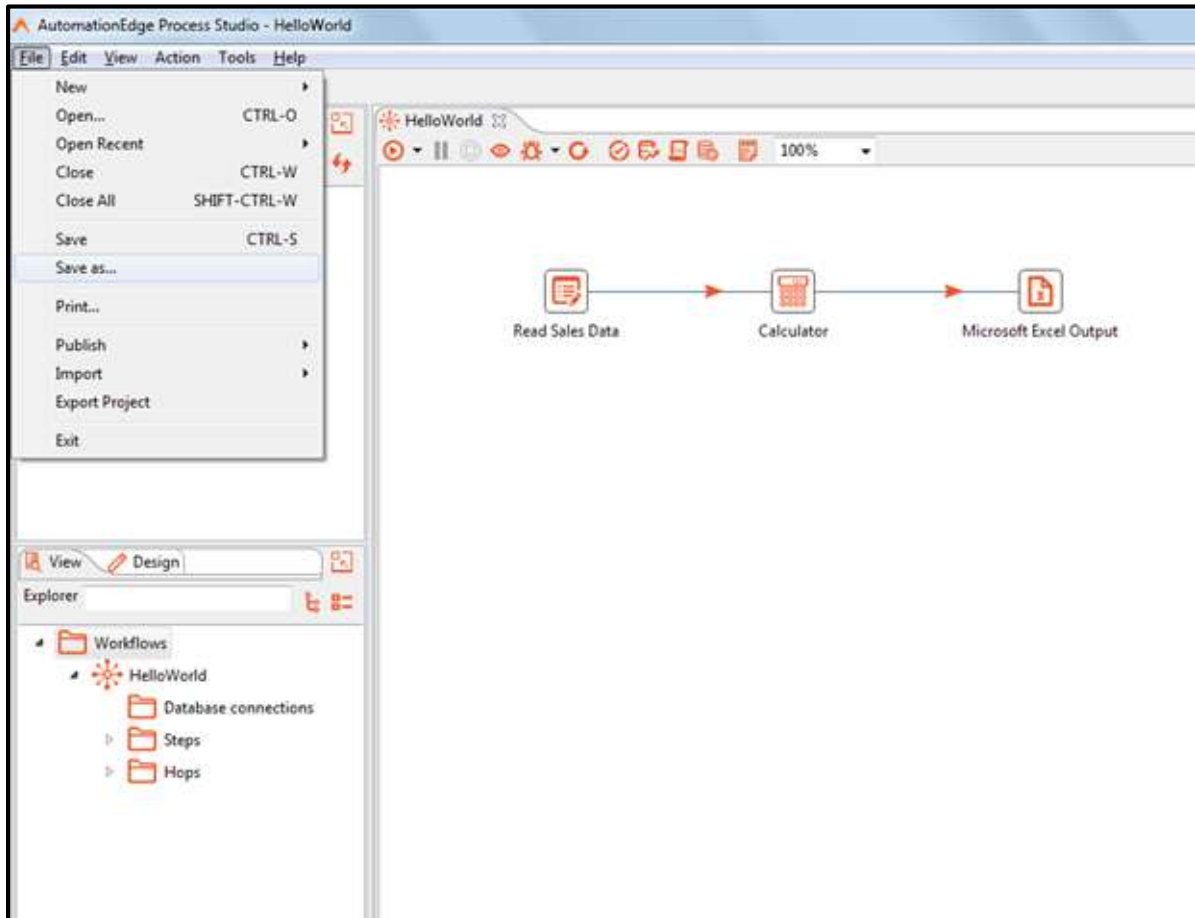 AutomationEdge Process Studio - HelloWorld
File Edit View Action Tools Help
New
Open... CTRL-O
Open Recent
Close CTRL-W
Close All SHIFT-CTRL-W
Save CTRL-S
Save as...
Print...
Publish
Import
Export Project
Exit
HelloWorld
100%
Read Sales Data Calculator Microsoft Excel Output
View Design
Explorer
Workflows
HelloWorld
Database connections
Steps
Hops